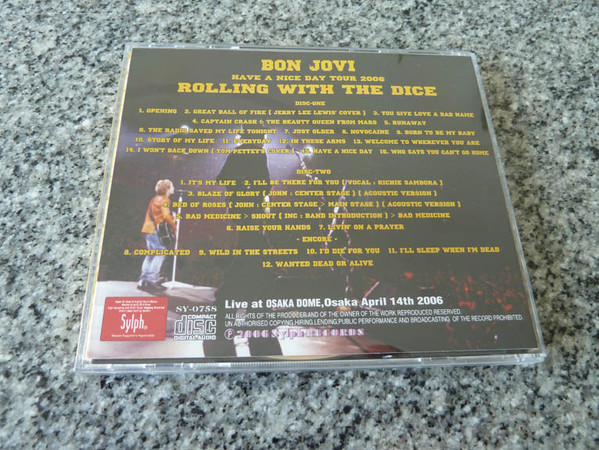 BON JOVI
HAVE A NICE DAY TOUR 2006
ROLLING WITH THE DICE
DISC-ONE
1. OPENING 2. GREAT BALL OF FIRE [ JERRY LEE LEWIS' COVER ] 3. YOU GIVE LOVE A BAD NAME
4. CAPTAIN CRASH & THE BEAUTY QUEEN FROM MARS 5. RUNAWAY
6. THE RADIO SAVED MY LIFE TONIGHT 7. JUST OLDER 8. NOVOCAINE 9. BORN TO BE MY BABY
10. STORY OF MY LIFE 11. EVERYDAY 12. IN THESE ARMS 13. WELCOME TO WHEREVER YOU ARE
14. I WON'T BACK DOWN [ TOM PETTY'S COVER ] 15. HAVE A NICE DAY 16. WHO SAYS YOU CAN'T GO HOME
DISC-TWO
1. IT'S MY LIFE 2. I'LL BE THERE FOR YOU [ VOCAL : RICHIE SAMBORA ]
3. BLAZE OF GLORY [ JOHN : CENTER STAGE ] [ ACOUSTIC VERSION ]
BED OF ROSES [ JOHN : CENTER STAGE > MAIN STAGE ] [ ACOUSTIC VERSION ]
5. BAD MEDICINE > SHOUT [ INC : BAND INTRODUCTION ] > BAD MEDICINE
6. RAISE YOUR HANDS 7. LIVIN' ON A PRAYER
- ENCORE -
8. COMPLICATED 9. WILD IN THE STREETS 10. I'D DIE FOR YOU 11. I'LL SLEEP WHEN I'M DEAD
12. WANTED DEAD OR ALIVE
Sylph
SY-0758
COMPACT
disc
DIGITAL AUDIO
Live at OSAKA DOME,Osaka April 14th 2006
ALL RIGHTS OF THE PRODUCER AND OF THE OWNER OF THE WORK REPRODUCED RESERVED.
UN AUTHORISED COPYING,HIRING,LENDING,PUBLIC PERFORMANCE AND BROADCASTING OF THE RECORD PROHIBITED.
℗ 2006 Sylph RECORDS